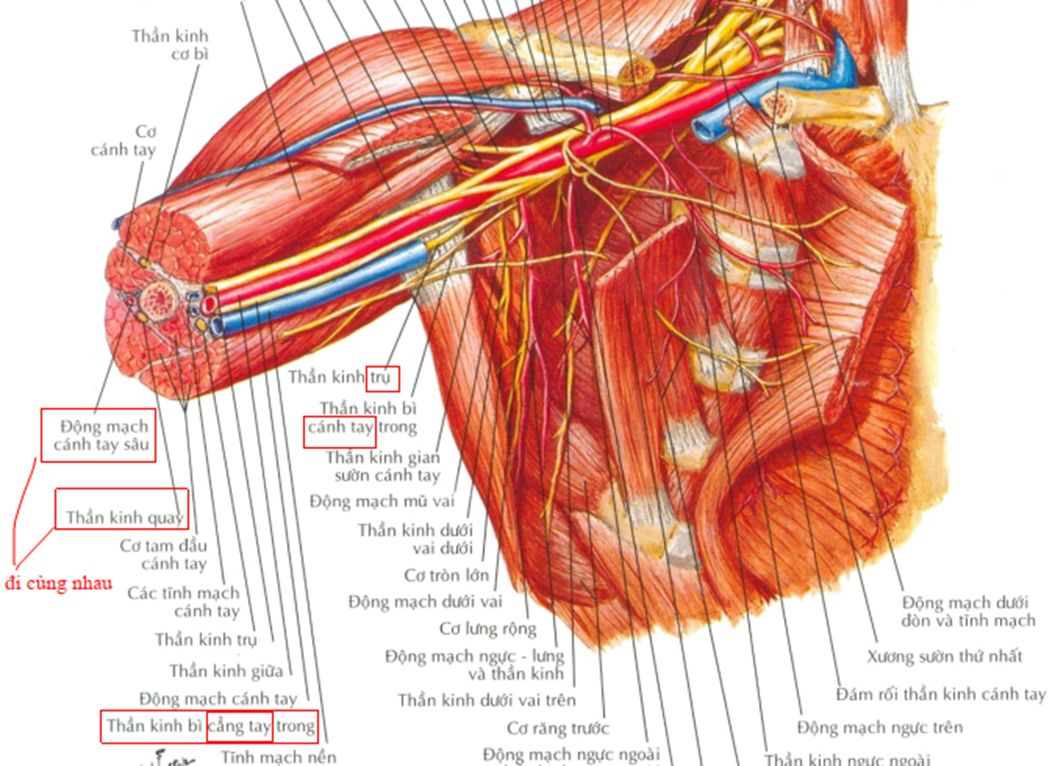 Thần kinh
cơ bì
Cơ
cánh tay
Thần kinh trụ
Thần kinh bì
cánh tay trong
Thần kinh gian
sườn cánh tay
Động mạch mũ vai
Thần kinh dưới
vai dưới
Cơ tròn lớn
Động mạch dưới vai
Cơ lưng rộng
Động mạch ngực - lưng
và thần kinh
Thần kinh dưới vai trên
Cơ răng trước
Động mạch ngực ngoài
Động mạch
cánh tay sâu
Thần kinh quay
đi cùng nhau
Cơ tam đầu
cánh tay
Các tĩnh mạch
cánh tay
Thần kinh trụ
Thần kinh giữa
Động mạch cánh tay
Thần kinh bì cẳng tay trong
Tĩnh mạch nền
Động mạch dưới
đòn và tĩnh mạch
Xương sườn thứ nhất
Đám rối thần kinh cánh tay
Động mạch ngực trên
Thần kinh ngực ngoài